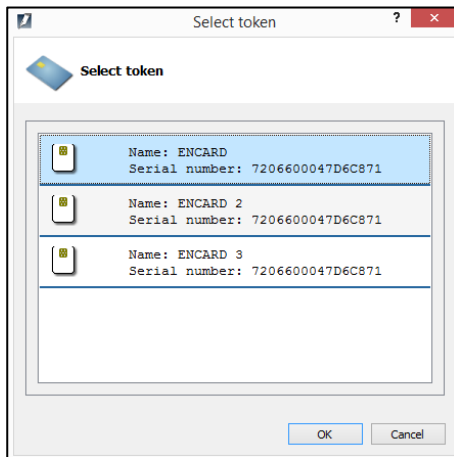 Select token
?
Select token
Name: ENCARD
Serial number: 7206600047D6C871
Name: ENCARD 2
Serial number: 7206600047D6C871
Name: ENCARD 3
Serial number: 7206600047D6C871
OK
Cancel